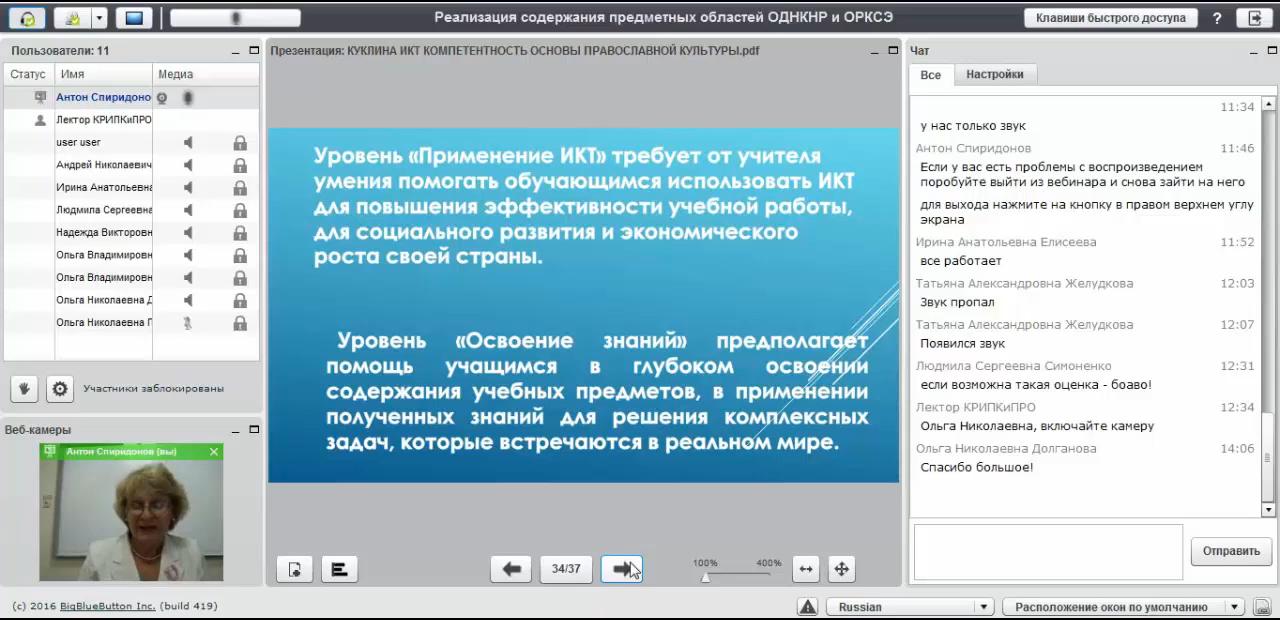 Реализация содержания предметных областей ОДНКНР и ОРКСЭ
Клавиши быстрого доступа
?
Пользователи: 11
Статус Имя Медиа
Антон Спиридоно
Лектор КРИПКиПРО
user user
Андрей Николаевич
Ирина Анатольевна
Людмила Сергеевна
Надежда Викторовн
Ольга Владимировн
Ольга Владимировн
Ольга Николаевна Д
Ольга Николаевна Г
Участники заблокированы
Веб-камеры
Антон Спиридонов (вы)
Презентация: КУКЛИНА ИКТ КОМПЕТЕНТНОСТЬ ОСНОВЫ ПРАВОСЛАВНОЙ КУЛЬТУРЫ.pdf
Уровень «Применение ИКТ» требует от учителя
умения помогать обучающимся использовать ИКТ
для повышения эффективности учебной работы,
для социального развития и экономического
роста своей страны.
Уровень «Освоение знаний» предполагает
помощь учащимся в глубоком освоении
содержания учебных предметов, в применении
полученных знаний для решения комплексных
задач, которые встречаются в реальном мире.
34/37
100% 400%
Чат
Все Настройки
11:34
у нас только звук
Антон Спиридонов 11:46
Если у вас есть проблемы с воспроизведением
поробуйте выйти из вебинара и снова зайти на него
для выхода нажмите на кнопку в правом верхнем углу
экрана
Ирина Анатольевна Елисеева 11:52
все работает
Татьяна Александровна Желудкова 12:03
Звук пропал
Татьяна Александровна Желудкова 12:07
Появился звук
Людмила Сергеевна Симоненко 12:31
если возможна такая оценка - боаво!
Лектор КРИПКиПРО 12:34
Ольга Николаевна, включайте камеру
Ольга Николаевна Долганова 14:06
Спасибо большое!
Отправить
(c) 2016 BigBlueButton Inc. (build 419)
Russian
Расположение окон по умолчанию